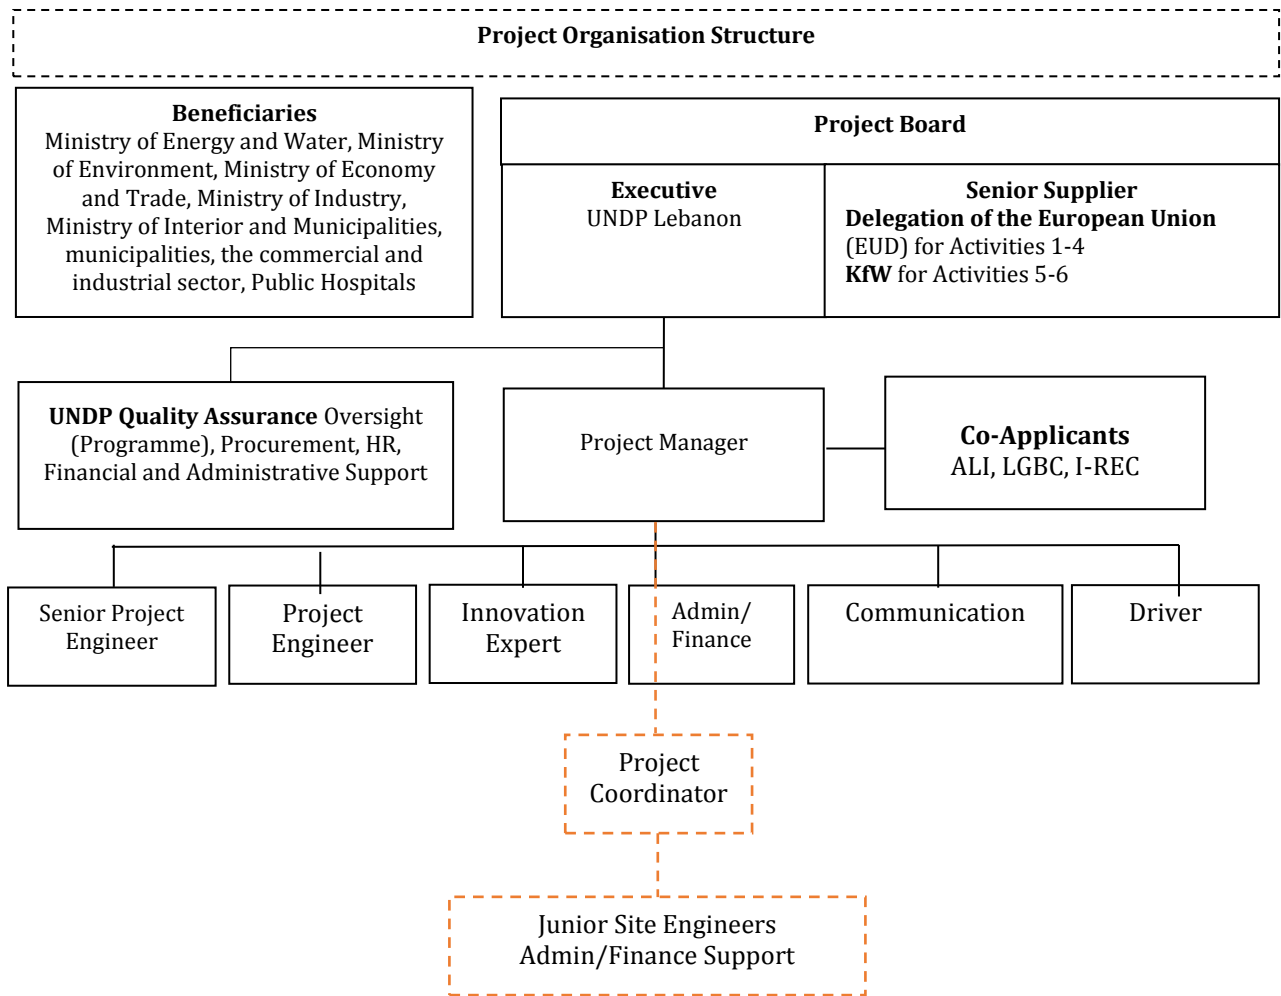 Project Organisation Structure
Beneficiaries
Ministry of Energy and Water, Ministry
of Environment, Ministry of Economy
and Trade, Ministry of Industry,
Ministry of Interior and Municipalities,
municipalities, the commercial and
industrial sector, Public Hospitals
Project Board
Executive
UNDP Lebanon
Senior Supplier
Delegation of the European Union
(EUD) for Activities 1-4
KfW for Activities 5-6
UNDP Quality Assurance Oversight
(Programme), Procurement, HR,
Financial and Administrative Support
Project Manager
Co-Applicants
ALI, LGBC, I-REC
Senior Project
Engineer
Project
Engineer
Innovation
Expert
Admin/
Finance
Communication
Driver
Project
Coordinator
Junior Site Engineers
Admin/Finance Support